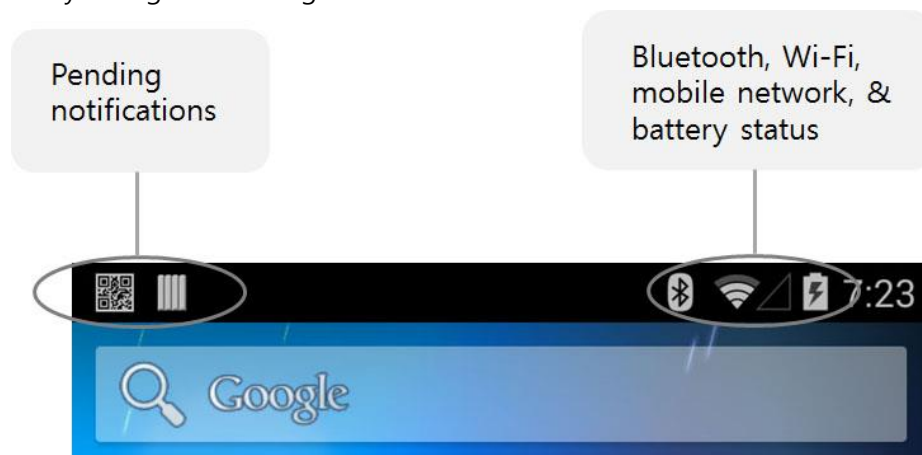 Pending
notifications
Bluetooth, Wi-Fi,
mobile network, &
battery status
7:23
Google